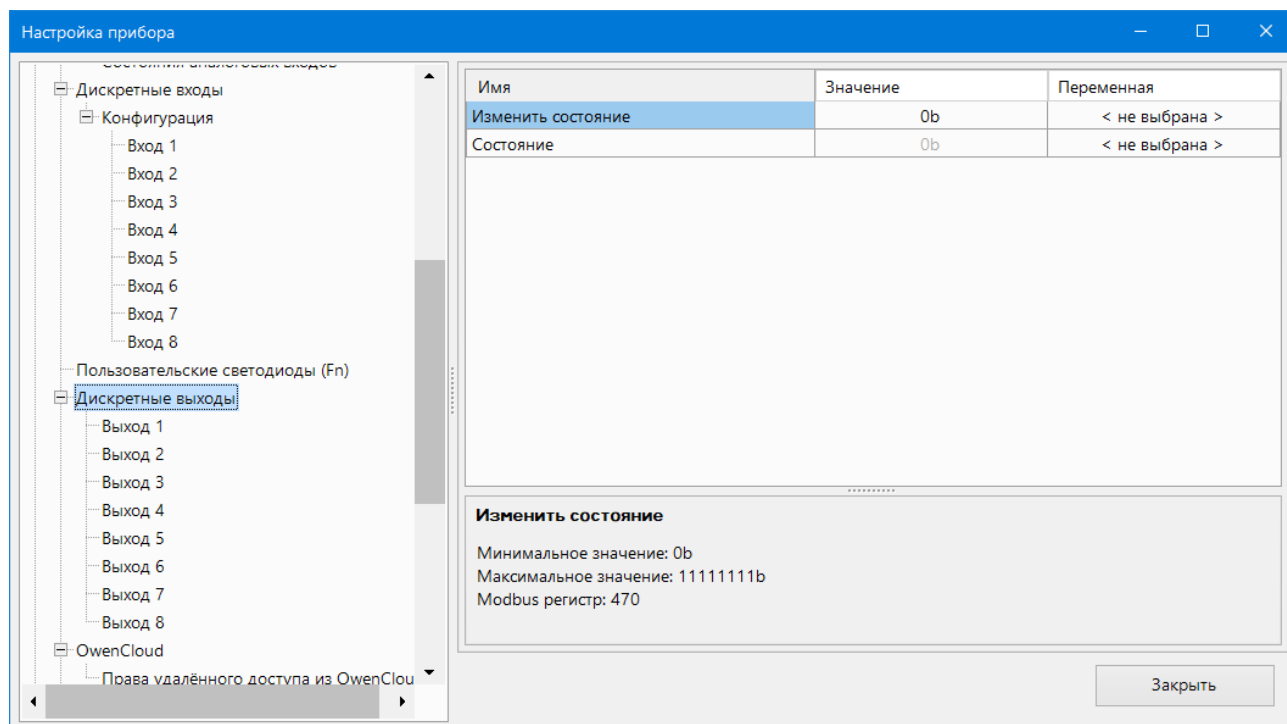 Настройка прибора
Состояния аналоговых входов
Дискретные входы
Конфигурация
Вход 1
Вход 2
Вход 3
Вход 4
Вход 5
Вход 6
Вход 7
Вход 8
Пользовательские светодиоды (Fn)
Дискретные выходы
Выход 1
Выход 2
Выход 3
Выход 4
Выход 5
Выход 6
Выход 7
Выход 8
OwenCloud
Права удалённого доступа из OwenClou
Имя Значение Переменная
Изменить состояние 0b < не выбрана >
Состояние 0b < не выбрана >
Изменить состояние
Минимальное значение: 0b
Максимальное значение: 11111111b
Modbus регистр: 470
Закрыть